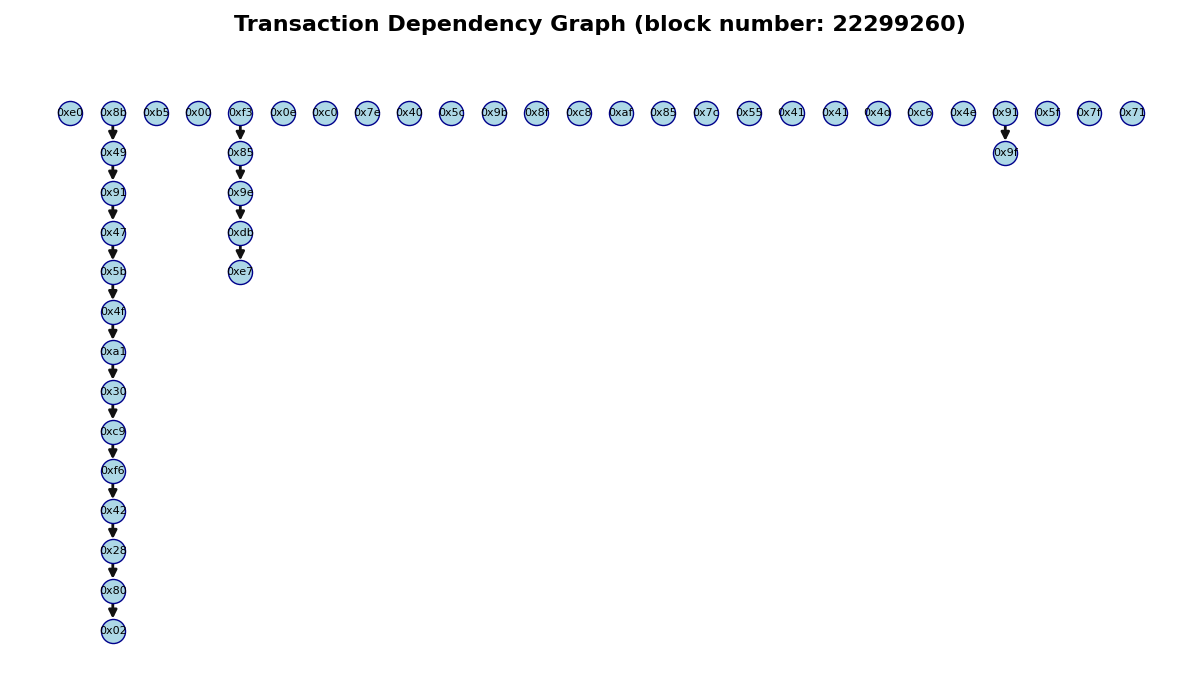 Transaction Dependency Graph (block number: 22299260)
0xe0 0x8b 0xb5 0x00 0xf3 0x0e 0xc0 0x7e 0x40 0x5c 0x9b 0x8f 0xc8 0xaf 0x85 0x7c 0x55 0x41 0x41 0x4c 0xc6 0x4e 0x91 0x5f 0x7f 0x71
0x49 0x85 0x9f
0x91 0x9e
0x47 0xdb
0x5b 0xe7
0x4f
0xa1
0x30
0xc9
0xf6
0x42
0x28
0x80
0x02